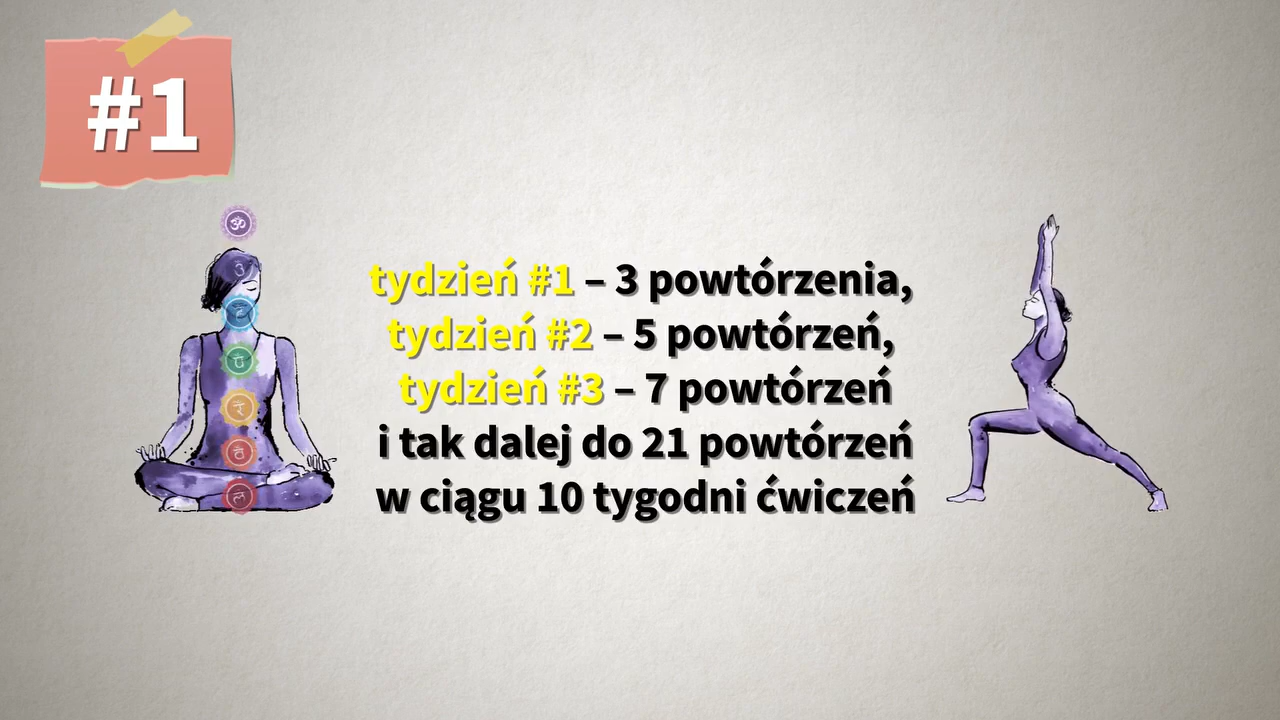 #1
tydzień #1 – 3 powtórzenia,
tydzień #2 – 5 powtórzeń,
tydzień #3 – 7 powtórzeń
i tak dalej do 21 powtórzeń
w ciągu 10 tygodni ćwiczeń